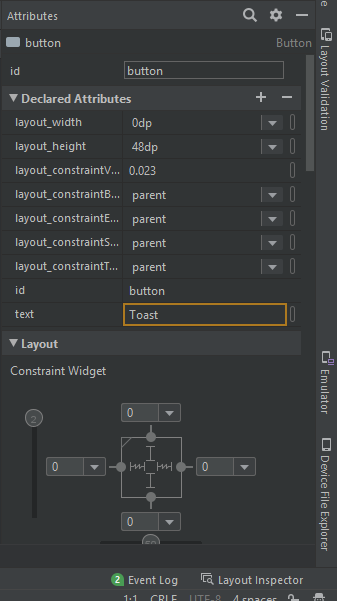 Attributes
button Button
id button
Declared Attributes
layout_width 0dp
layout_height 48dp
layout_constraintV... 0.023
layout_constraintB... parent
layout_constraintE... parent
layout_constraintS... parent
layout_constraintT... parent
id button
text Toast
Layout
Constraint Widget
0
2
0 0
0
Layout Validation
Emulator
Device File Explorer
2 Event Log Layout Inspector
1:1 CRLF UTF-8 4 spaces